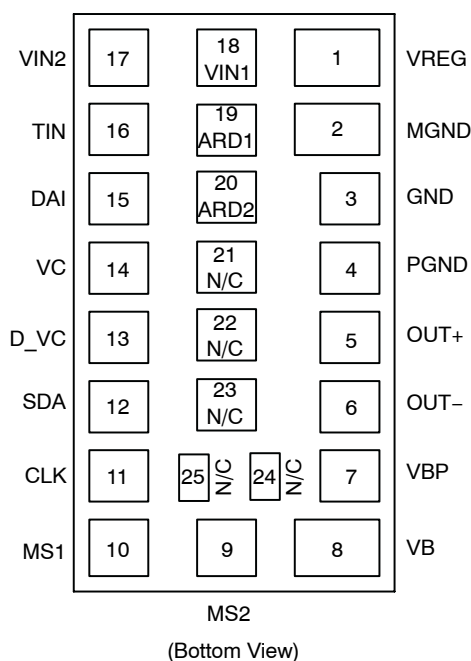 VIN2 17 18 VIN1 1 VREG
TIN 16 19 ARD1 2 MGND
DAI 15 20 ARD2 3 GND
VC 14 21 N/C 4 PGND
D_VC 13 22 N/C 5 OUT+
SDA 12 23 N/C 6 OUT−
CLK 11 25 N/C 24 N/C 7 VBP
MS1 10 9 8 VB
MS2
(Bottom View)